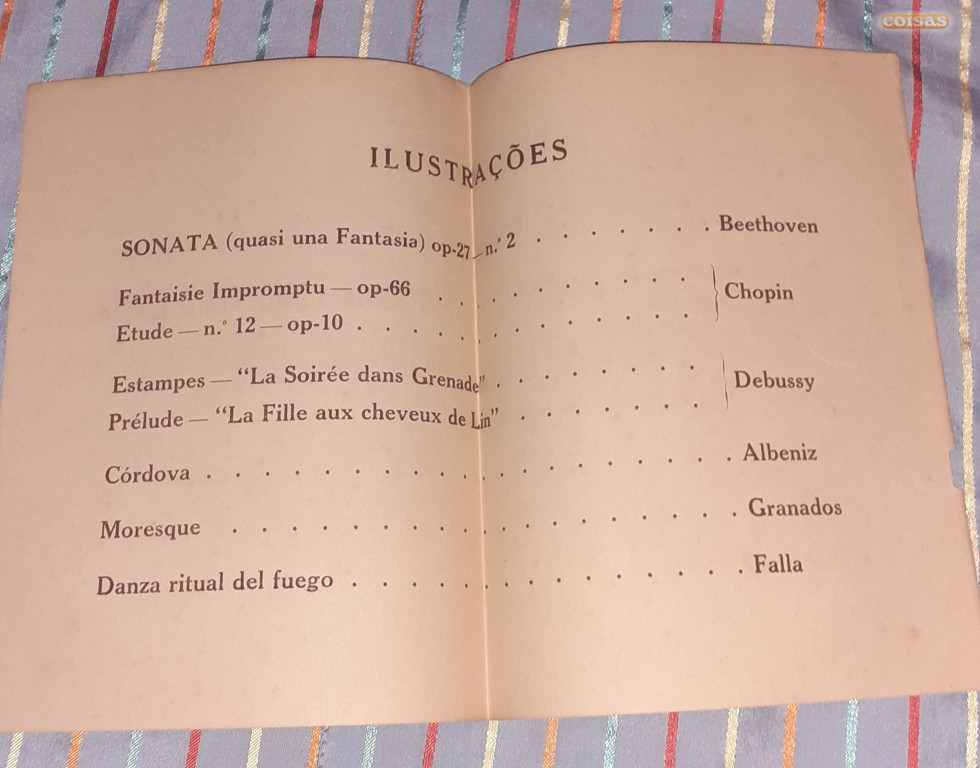 ILUSTRAÇÕES
SONATA (quasi una Fantasia) op-27—n.º 2 . . . . . . . Beethoven
Fantaisie Impromptu — op-66 . . . . . . . . .
Chopin
Etude — n.º 12 — op-10 . . . . . . . . . . . .
Estampes — “La Soirée dans Grenade” . . . . . . . .
Debussy
Prélude — “La Fille aux cheveux de Lin” . . . . . . .
Córdova . . . . . . . . . . . . . . . . . . Albeniz
Moresque . . . . . . . . . . . . . . . . . . Granados
Danza ritual del fuego . . . . . . . . . . . . . . Falla
coisas